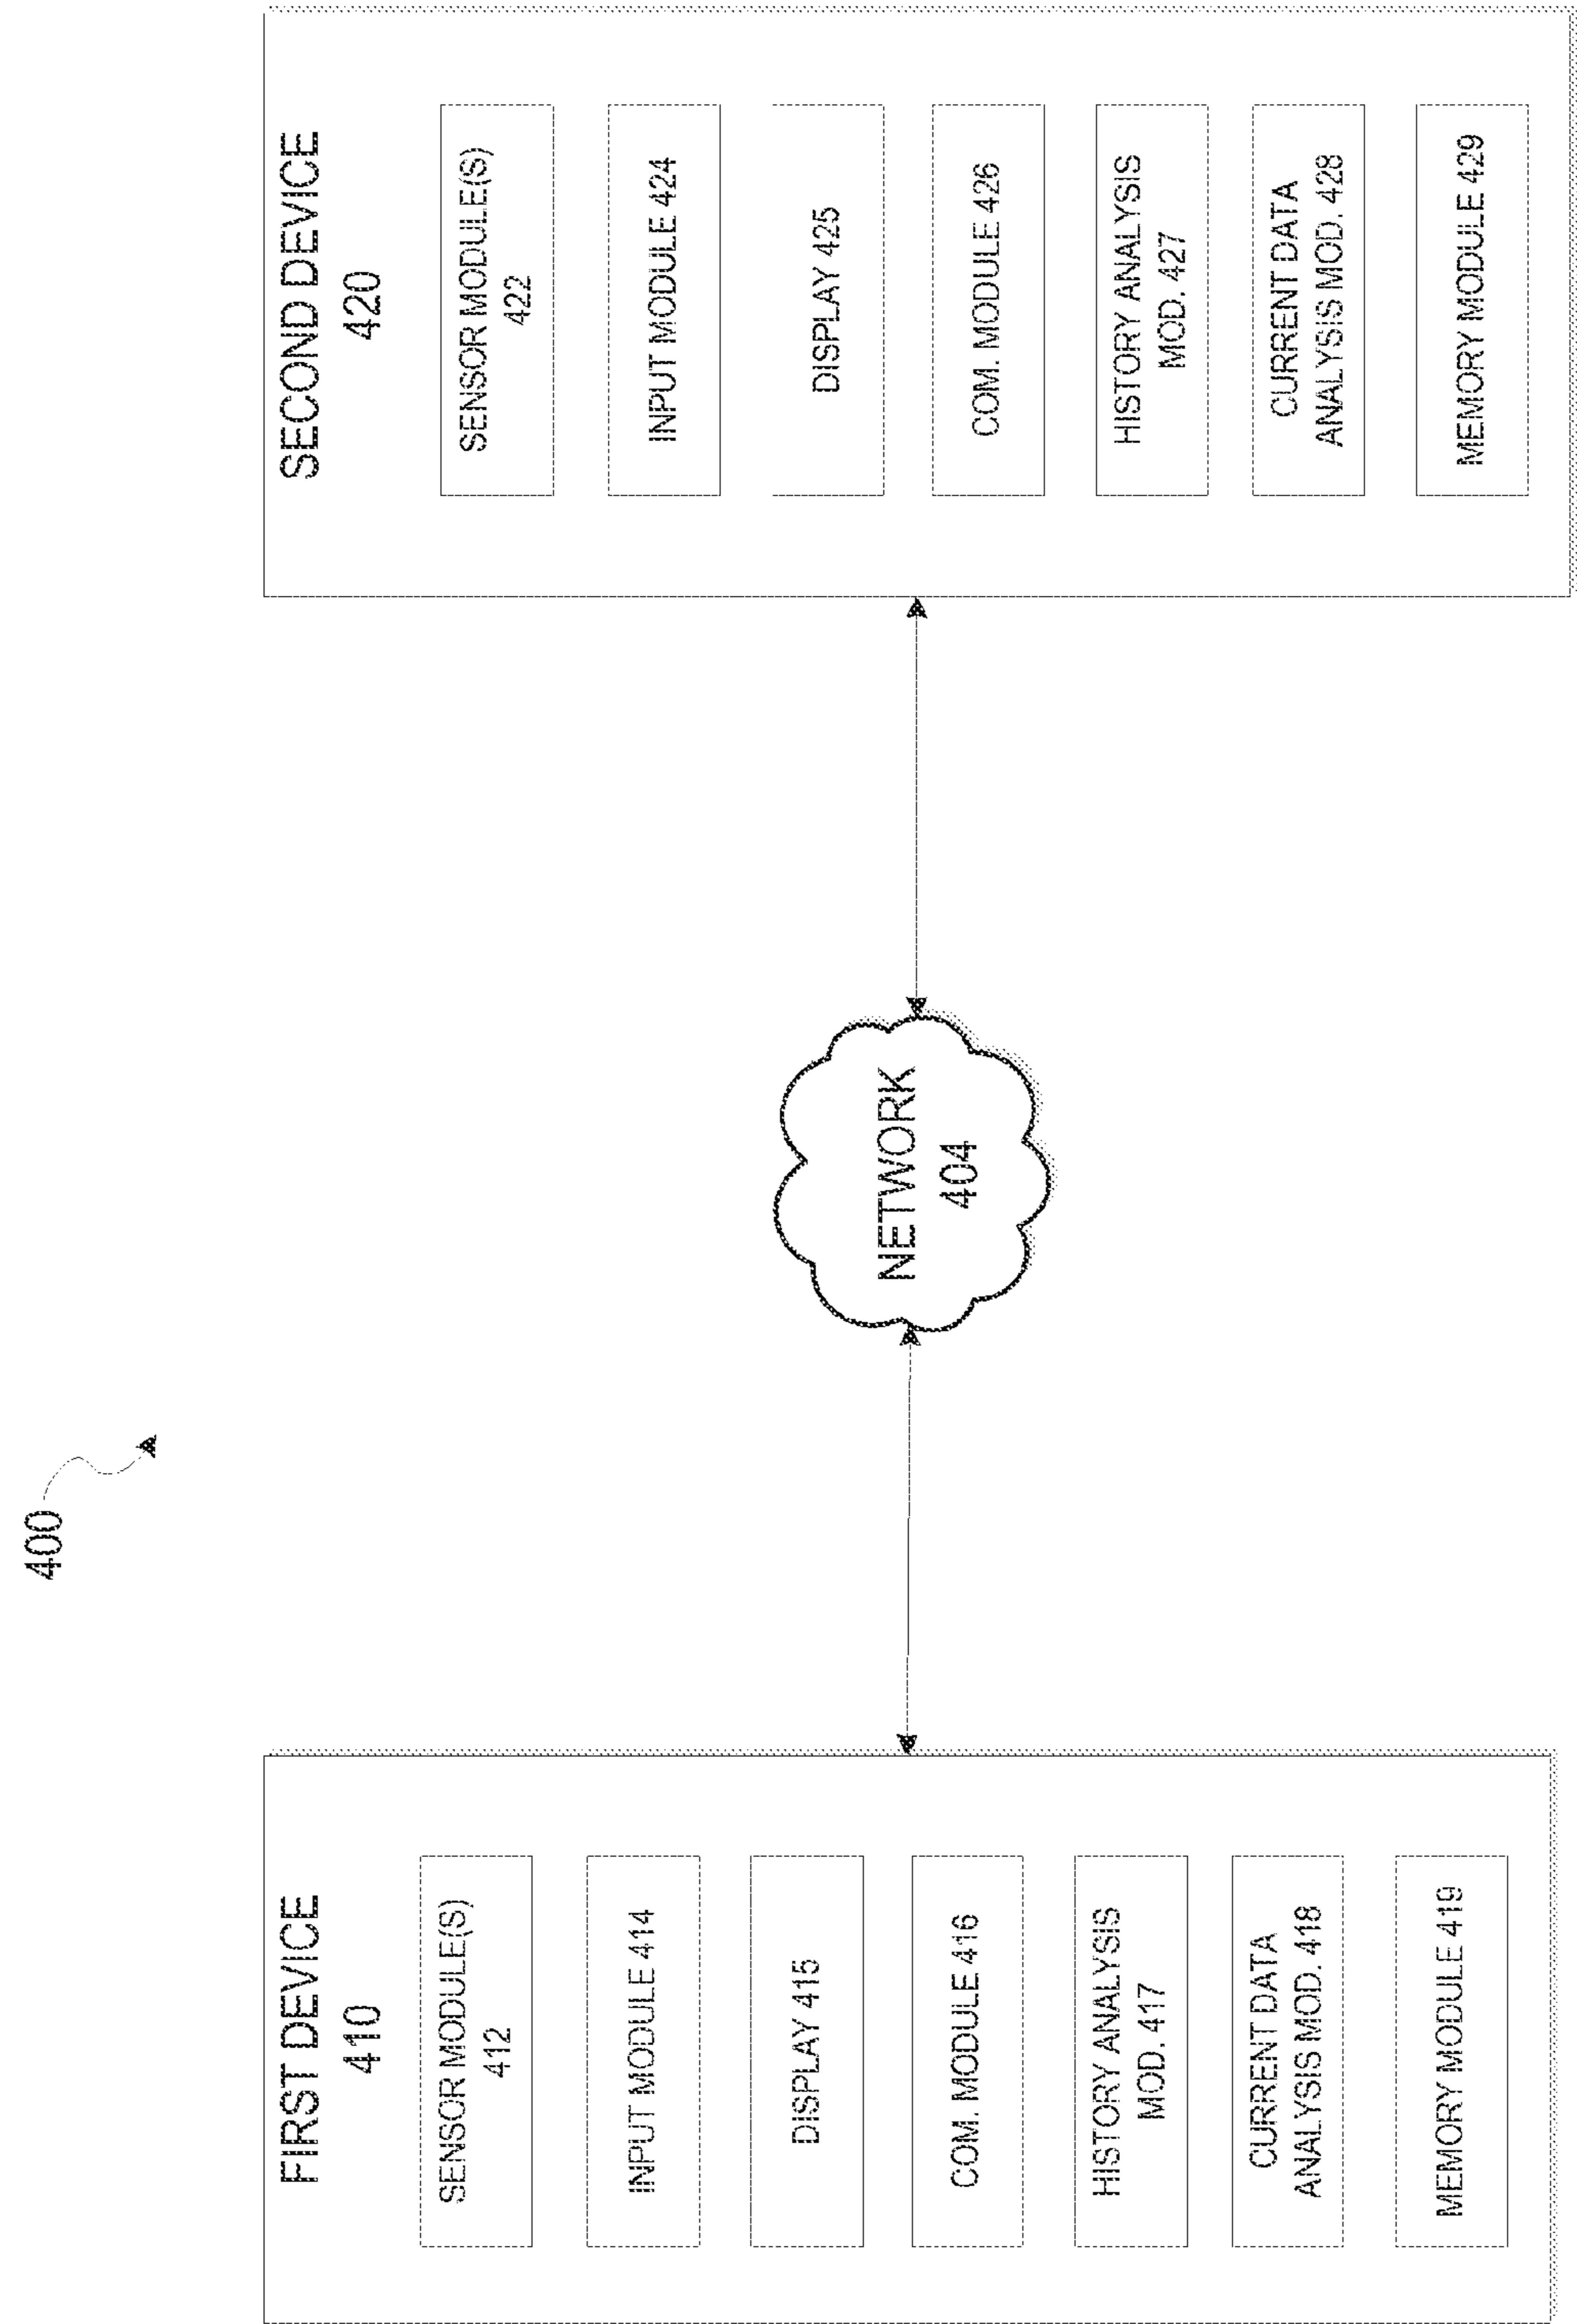 400
FIRST DEVICE
410
SENSOR MODULE(S)
412
INPUT MODULE 414
DISPLAY 415
COM. MODULE 416
HISTORY ANALYSIS
MOD. 417
CURRENT DATA
ANALYSIS MOD. 418
MEMORY MODULE 419
NETWORK
404
SECOND DEVICE
420
SENSOR MODULE(S)
422
INPUT MODULE 424
DISPLAY 425
COM. MODULE 426
HISTORY ANALYSIS
MOD. 427
CURRENT DATA
ANALYSIS MOD. 428
MEMORY MODULE 429